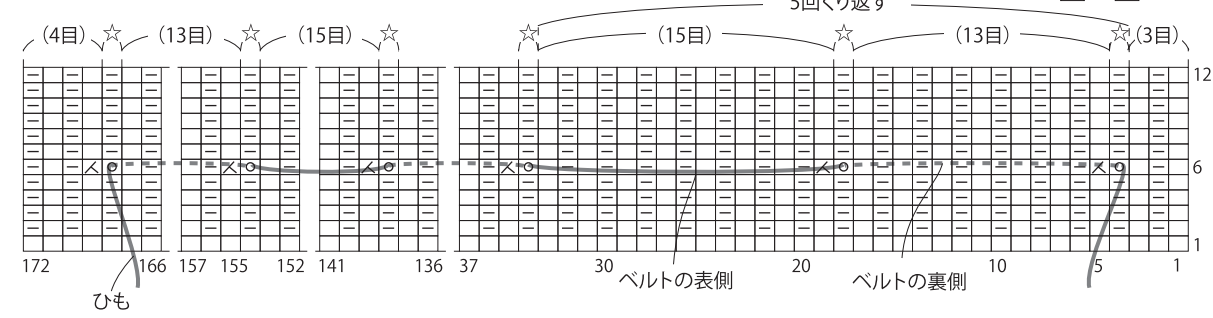 5回くり返す
(4目) ☆ (13目) ☆ (15目) ☆ ☆ (15目) ☆ (13目) ☆ (3目)
12
6
1
172 166 157 155 152 141 136 37 30 20 10 5 1
ベルトの表側 ベルトの裏側
ひも